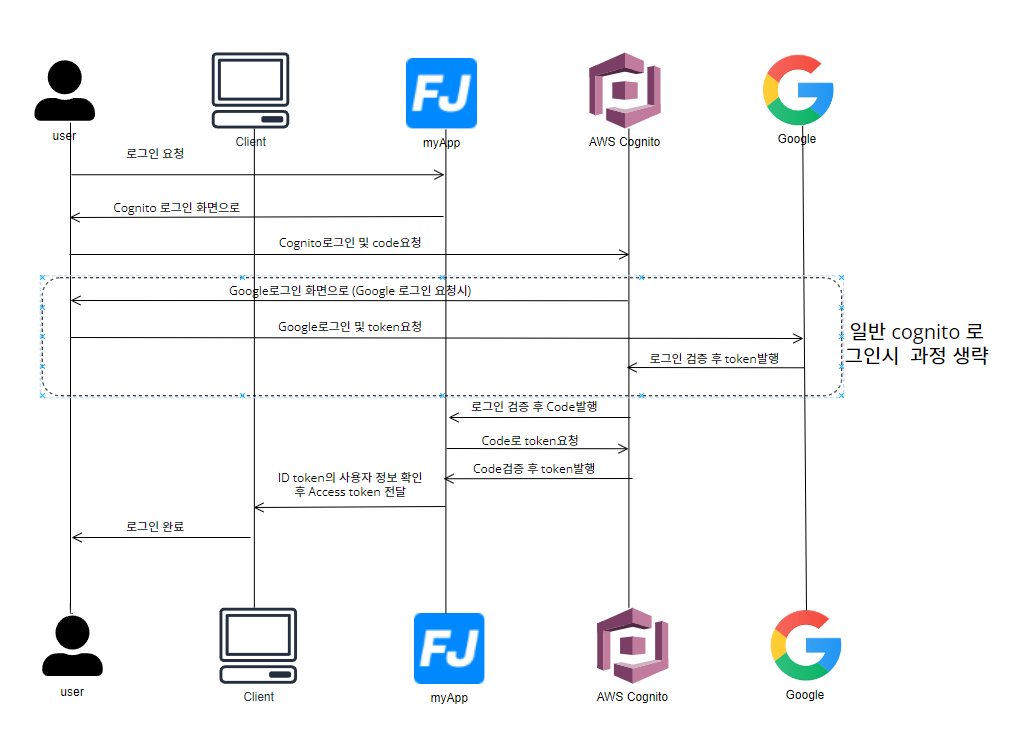 FJ
user
Client
myApp
AWS Cognito
Google
로그인 요청
Cognito 로그인 화면으로
Cognito로그인 및 code요청
Google로그인 화면으로 (Google 로그인 요청시)
Google로그인 및 token요청
일반 cognito 로
그인시 과정 생략
로그인 검증 후 token발행
로그인 검증 후 Code발행
Code로 token요청
Code검증 후 token발행
ID token의 사용자 정보 확인
후 Access token 전달
로그인 완료
FJ
user
Client
myApp
AWS Cognito
Google